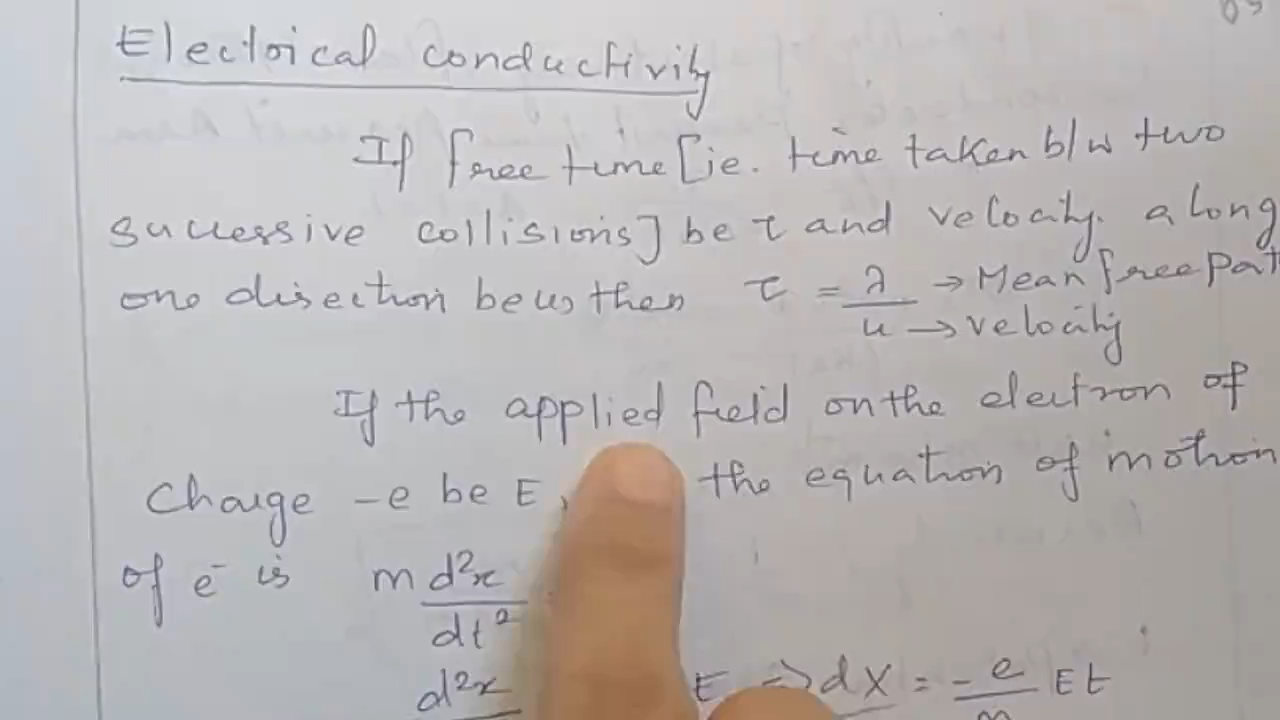 Electrical conductivity
If free time [ie. time taken b/w two
successive collisions] be τ and velocity along
one direction be u, then τ = λ/u → Mean free pat
→ velocity
If the applied field on the electron of
Charge -e be E, the equation of motion
of e⁻ is m d²x/dt²
d²x E ⇒ dX = -e/m Et